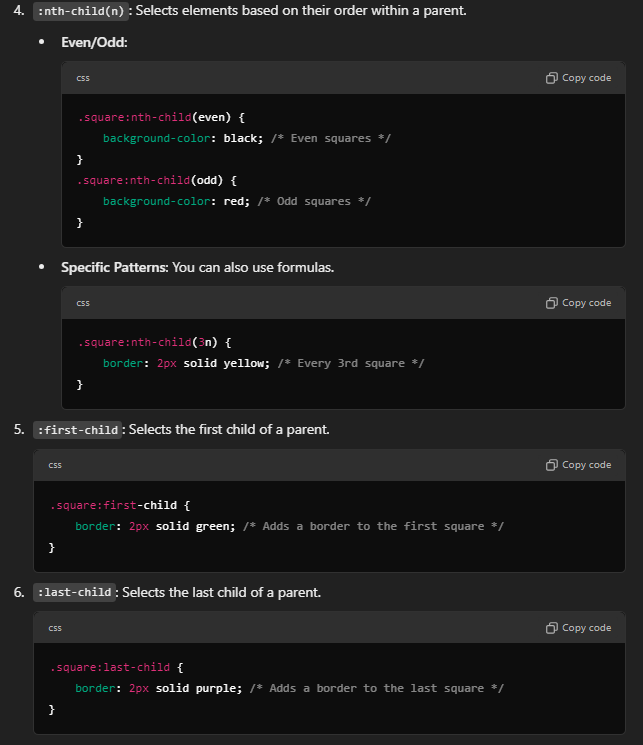 4. :nth-child(n): Selects elements based on their order within a parent.
• Even/Odd:
css Copy code
.square:nth-child(even) {
    background-color: black; /* Even squares */
}
.square:nth-child(odd) {
    background-color: red; /* Odd squares */
}
• Specific Patterns: You can also use formulas.
css Copy code
.square:nth-child(3n) {
    border: 2px solid yellow; /* Every 3rd square */
}
5. :first-child: Selects the first child of a parent.
css Copy code
.square:first-child {
    border: 2px solid green; /* Adds a border to the first square */
}
6. :last-child: Selects the last child of a parent.
css Copy code
.square:last-child {
    border: 2px solid purple; /* Adds a border to the last square */
}